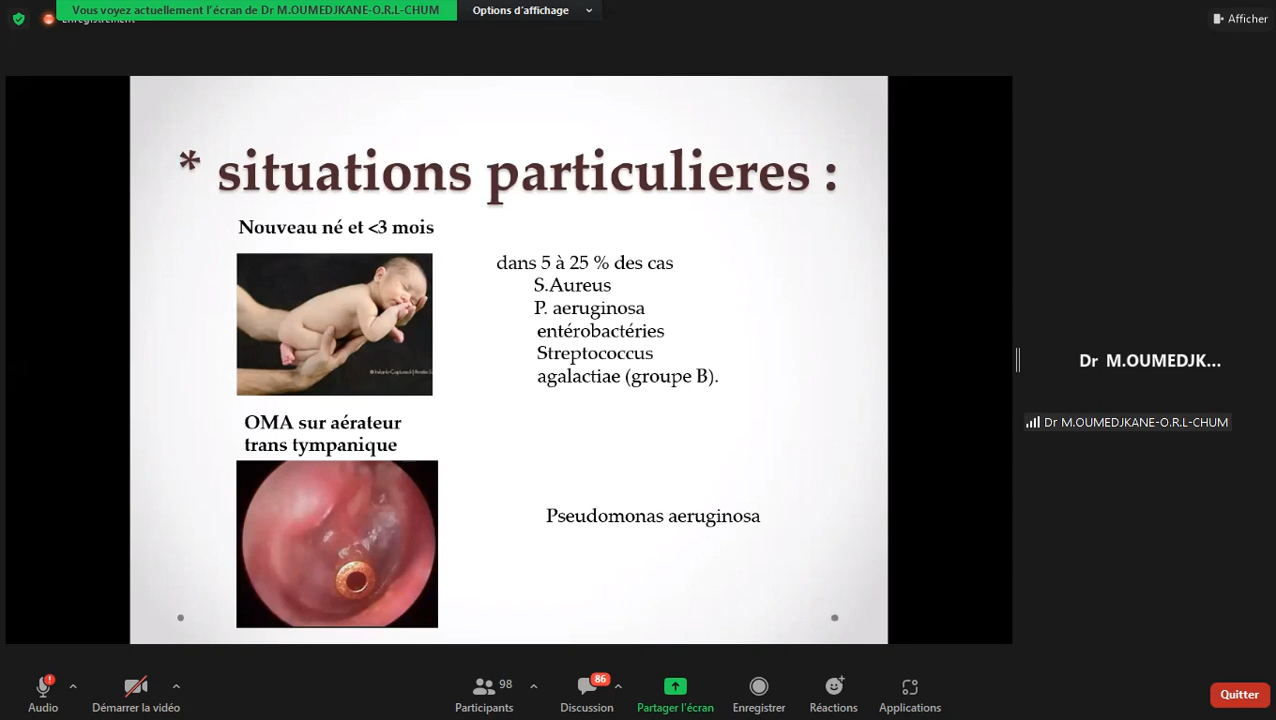 Vous voyez actuellement l'écran de Dr M.OUMEDJKANE-O.R.L-CHUM
Options d'affichage
Enregistrement
Afficher
* situations particulieres :
Nouveau né et <3 mois
dans 5 à 25 % des cas
S.Aureus
P. aeruginosa
entérobactéries
Streptococcus
agalactiae (groupe B).
OMA sur aérateur
trans tympanique
Pseudomonas aeruginosa
Dr M.OUMEDJK...
Dr M.OUMEDJKANE-O.R.L-CHUM
Audio
Démarrer la vidéo
98
Participants
86
Discussion
Partager l'écran
Enregistrer
Réactions
Applications
Quitter